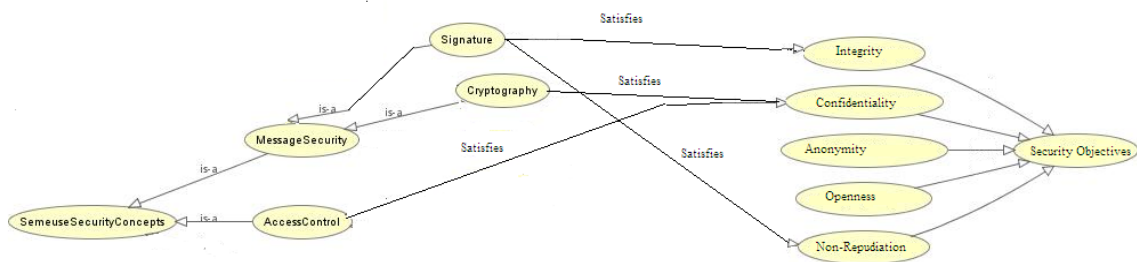 Satisfies
Signature
Integrity
Satisfies
Cryptography
Confidentiality
is-a
is-a
MessageSecurity
Satisfies
Satisfies
Anonymity
Security Objectives
is-a
Openness
SemeuseSecurityConcepts
is-a
AccessControl
Non-Repudiation